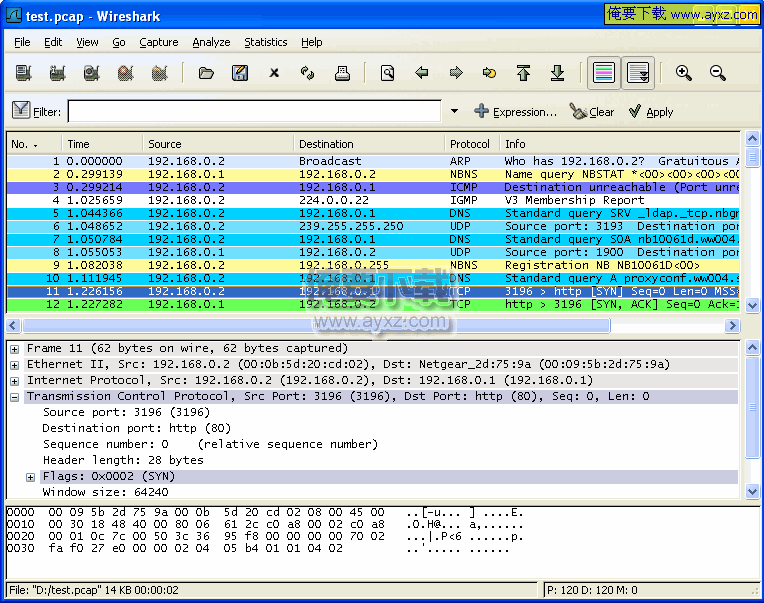 test.pcap - Wireshark
俺要下载 www.ayxz.com
File Edit View Go Capture Analyze Statistics Help
Filter: Expression... Clear Apply
No. . Time Source Destination Protocol Info
1 0.000000 192.168.0.2 Broadcast ARP Who has 192.168.0.2? Gratuitous A
2 0.299139 192.168.0.1 192.168.0.2 NBNS Name query NBSTAT *<00><00><00><0
3 0.299214 192.168.0.2 192.168.0.1 ICMP Destination unreachable (Port unre
4 1.025659 192.168.0.2 224.0.0.22 IGMP V3 Membership Report
5 1.044366 192.168.0.2 192.168.0.1 DNS Standard query SRV _ldap._tcp.nbgm
6 1.048652 192.168.0.2 239.255.255.250 UDP Source port: 3193 Destination por
7 1.050784 192.168.0.2 192.168.0.1 DNS Standard query SOA nb10061d.ww004.
8 1.055053 192.168.0.1 192.168.0.2 UDP Source port: 1900 Destination por
9 1.082038 192.168.0.2 192.168.0.255 NBNS Registration NB NB10061D<00>
10 1.111945 192.168.0.2 192.168.0.1 DNS Standard query A proxyconf.ww004.s
11 1.226156 192.168.0.2 192.168.0.1 TCP 3196 > http [SYN] Seq=0 Len=0 MSS=
12 1.227282 192.168.0.1 192.168.0.2 TCP http > 3196 [SYN, ACK] Seq=0 Ack=1
俺要下载
www.ayxz.com
Frame 11 (62 bytes on wire, 62 bytes captured)
Ethernet II, Src: 192.168.0.2 (00:0b:5d:20:cd:02), Dst: Netgear_2d:75:9a (00:09:5b:2d:75:9a)
Internet Protocol, Src: 192.168.0.2 (192.168.0.2), Dst: 192.168.0.1 (192.168.0.1)
Transmission Control Protocol, Src Port: 3196 (3196), Dst Port: http (80), Seq: 0, Len: 0
Source port: 3196 (3196)
Destination port: http (80)
Sequence number: 0 (relative sequence number)
Header length: 28 bytes
Flags: 0x0002 (SYN)
Window size: 64240
0000 00 09 5b 2d 75 9a 00 0b 5d 20 cd 02 08 00 45 00 ..[-u... ] ....E.
0010 00 30 18 48 40 00 80 06 61 2c c0 a8 00 02 c0 a8 .0.H@... a,......
0020 00 01 0c 7c 00 50 3c 36 95 f8 00 00 00 00 70 02 ...|.P<6 ......p.
0030 fa f0 27 e0 00 00 02 04 05 b4 01 01 04 02 ..'..... ......
File: "D:/test.pcap" 14 KB 00:00:02 P: 120 D: 120 M: 0